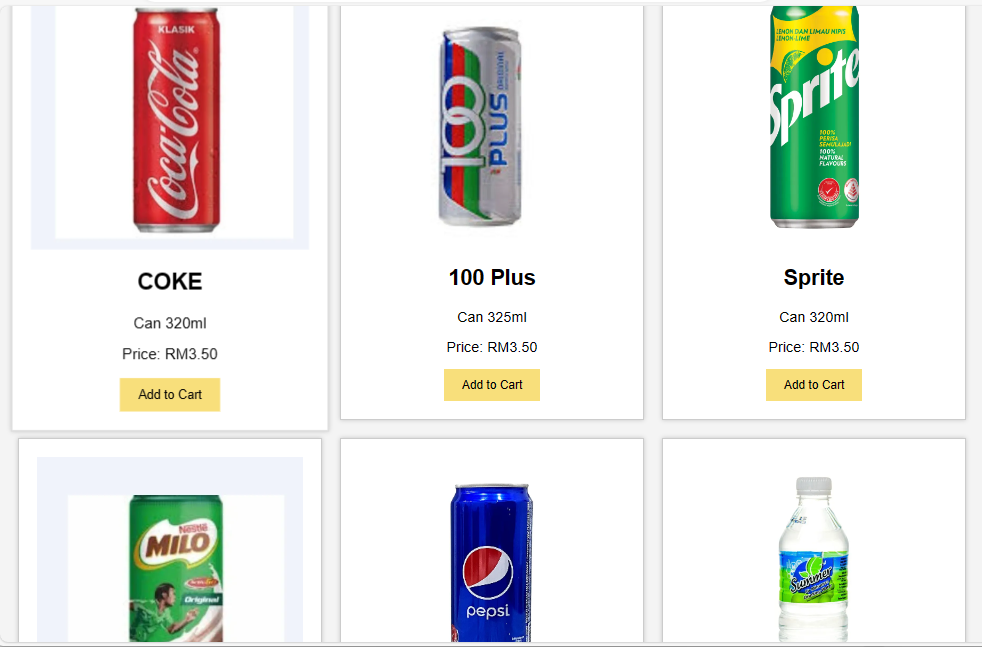 KLASIK
Coca-Cola
COKE
Can 320ml
Price: RM3.50
Add to Cart
100
PLUS
ORIGINAL
100 Plus
Can 325ml
Price: RM3.50
Add to Cart
LEMON DAN LIMAU NIPIS
LEMON-LIME
Sprite
100%
PERISA
SEMULAJADI
100%
NATURAL
FLAVOURS
Sprite
Can 320ml
Price: RM3.50
Add to Cart
Nestlé
MILO
Original
pepsi
Summer